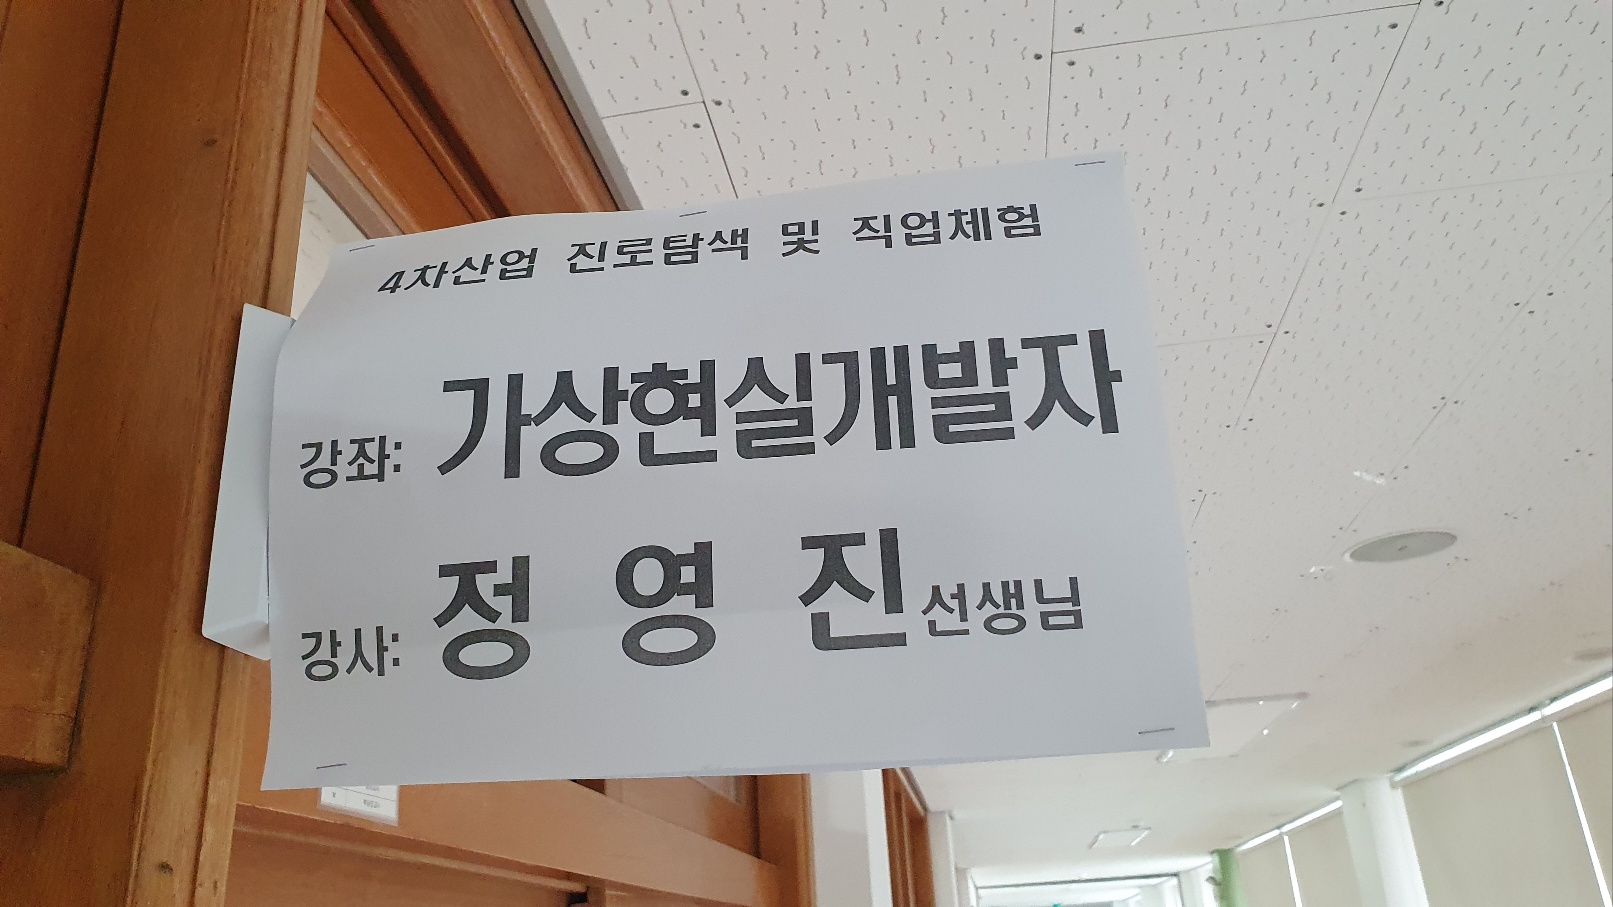 4차산업 진로탐색 및 직업체험
강좌: 가상현실개발자
강사: 정 영 진 선생님